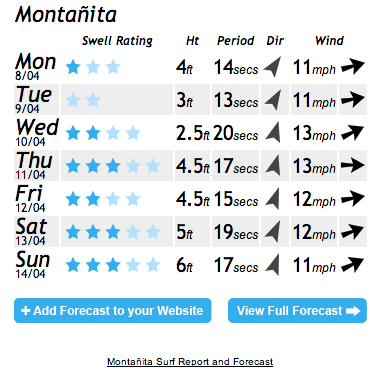 Montañita
Swell Rating Ht Period Dir Wind
Mon 4ft 14secs 11mph
8/04
Tue 3ft 13secs 11mph
9/04
Wed 2.5ft 20secs 13mph
10/04
Thu 4.5ft 17secs 13mph
11/04
Fri 4.5ft 15secs 12mph
12/04
Sat 5ft 19secs 12mph
13/04
Sun 6ft 17secs 11mph
14/04
+ Add Forecast to your Website View Full Forecast
Montañita Surf Report and Forecast